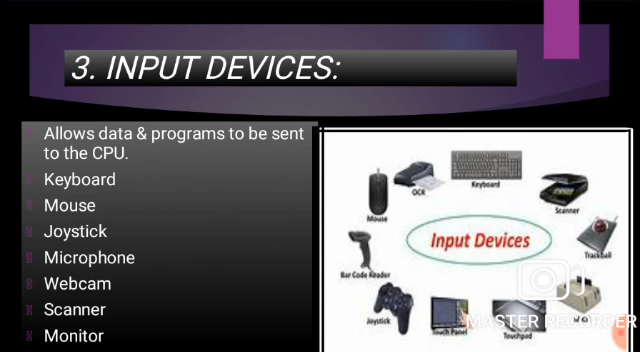 3. INPUT DEVICES:
Allows data & programs to be sent
to the CPU.
Keyboard
Mouse
Joystick
Microphone
Webcam
Scanner
Monitor
OCR
Keyboard
Scanner
Mouse
Input Devices
Trackball
Bar Code Reader
Joystick
Touch Panel
Touchpad
MASTER RECORDER